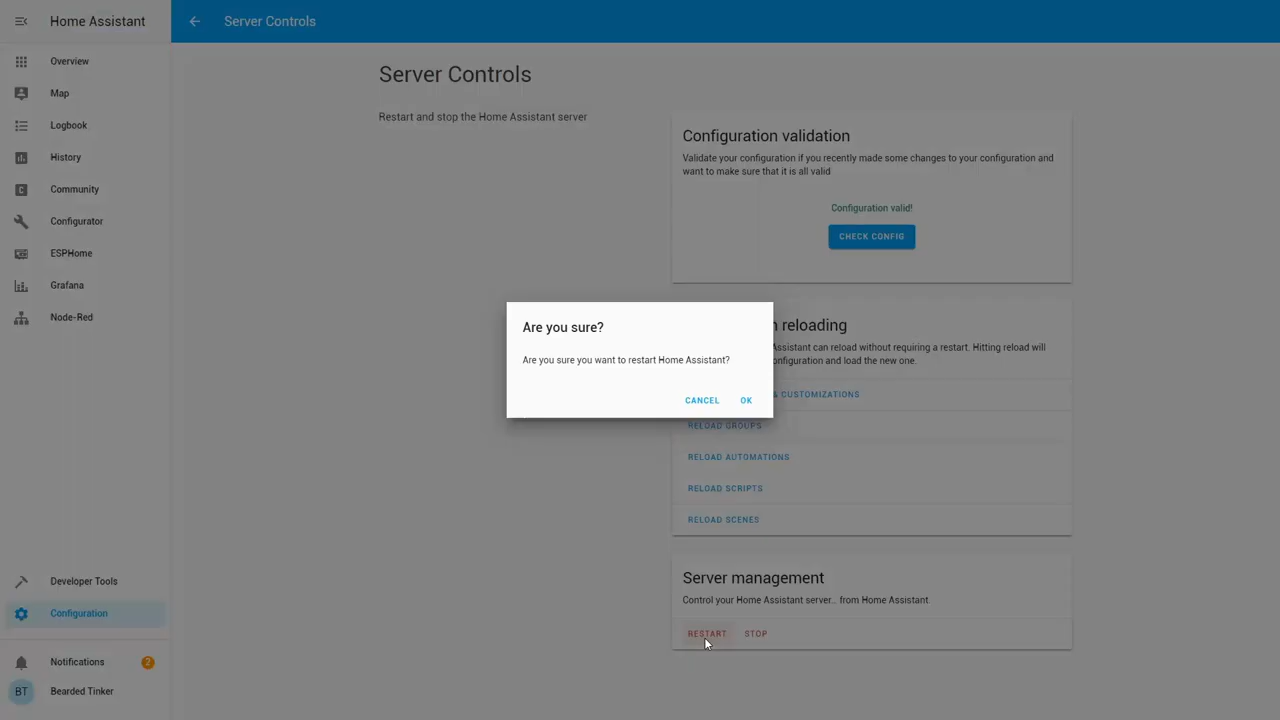 Home Assistant
Server Controls
Overview
Map
Logbook
History
C Community
Configurator
ESPHome
Grafana
Node-Red
Developer Tools
Configuration
Notifications 2
BT Bearded Tinker
Server Controls
Restart and stop the Home Assistant server
Configuration validation
Validate your configuration if you recently made some changes to your configuration and
want to make sure that it is all valid
Configuration valid!
CHECK CONFIG
Are you sure?
Are you sure you want to restart Home Assistant?
CANCEL OK
reloading
Assistant can reload without requiring a restart. Hitting reload will
configuration and load the new one.
& CUSTOMIZATIONS
RELOAD GROUPS
RELOAD AUTOMATIONS
RELOAD SCRIPTS
RELOAD SCENES
Server management
Control your Home Assistant server… from Home Assistant
RESTART STOP